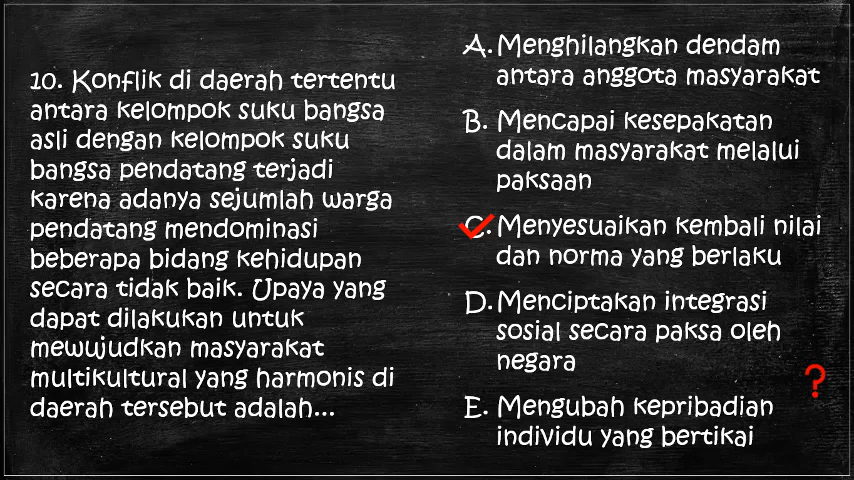 10. Konflik di daerah tertentu
antara kelompok suku bangsa
asli dengan kelompok suku
bangsa pendatang terjadi
karena adanya sejumlah warga
pendatang mendominasi
beberapa bidang kehidupan
secara tidak baik. Upaya yang
dapat dilakukan untuk
mewujudkan masyarakat
multikultural yang harmonis di
daerah tersebut adalah...
A. Menghilangkan dendam
antara anggota masyarakat
B. Mencapai kesepakatan
dalam masyarakat melalui
paksaan
C. Menyesuaikan kembali nilai
dan norma yang berlaku
D. Menciptakan integrasi
sosial secara paksa oleh
negara
?
E. Mengubah kepribadian
individu yang bertikai